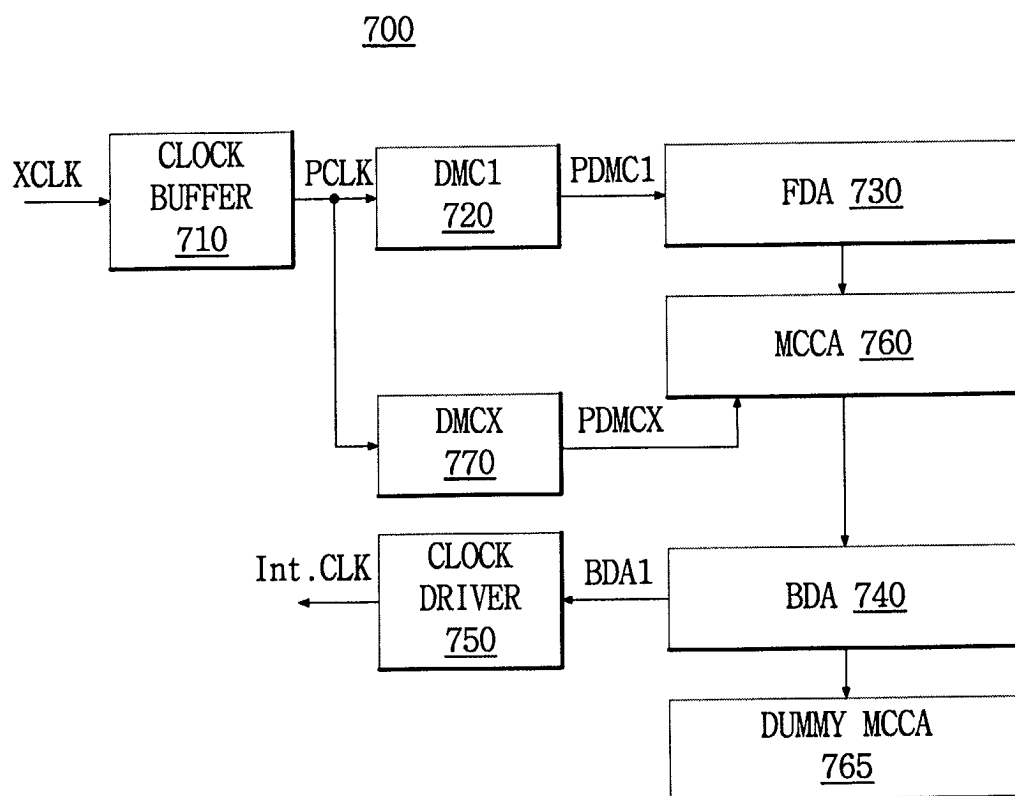 700
XCLK
CLOCK
BUFFER
710
PCLK
DMC1
720
PDMC1
FDA 730
MCCA 760
DMCX
770
PDMCX
Int.CLK
CLOCK
DRIVER
750
BDA1
BDA 740
DUMMY MCCA
765